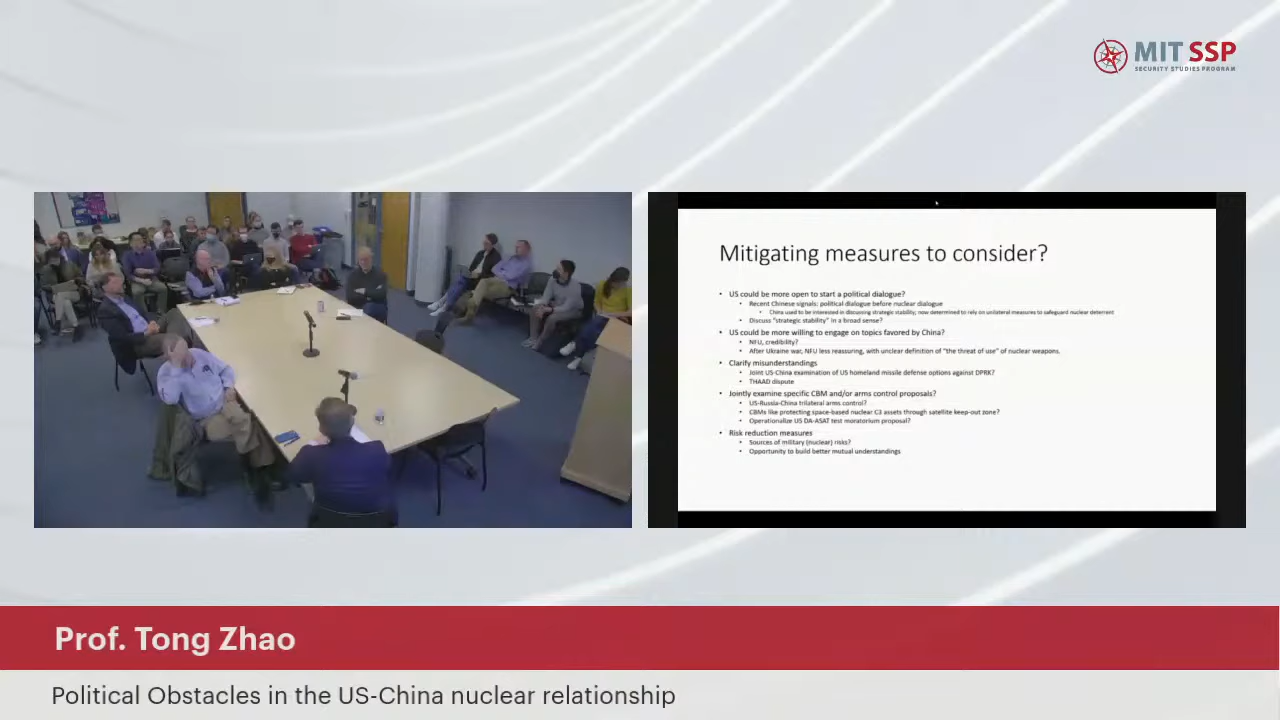 MIT SSP
SECURITY STUDIES PROGRAM
Mitigating measures to consider?
• US could be more open to start a political dialogue?
• Recent Chinese signals: political dialogue before nuclear dialogue
• China used to be interested in discussing strategic stability; now determined to rely on unilateral measures to safeguard nuclear deterrent
• Discuss "strategic stability" in a broad sense?
• US could be more willing to engage on topics favored by China?
• NFU, credibility?
• After Ukraine war, NFU less reassuring, with unclear definition of "the threat of use" of nuclear weapons.
• Clarify misunderstandings
• Joint US-China examination of US homeland missile defense options against DPRK?
• THAAD dispute
• Jointly examine specific CBM and/or arms control proposals?
• US-Russia-China trilateral arms control?
• CBMs like protecting space-based nuclear C3 assets through satellite keep-out zone?
• Operationalize US DA-ASAT test moratorium proposal?
• Risk reduction measures
• Sources of military (nuclear) risks?
• Opportunity to build better mutual understandings
Prof. Tong Zhao
Political Obstacles in the US-China nuclear relationship